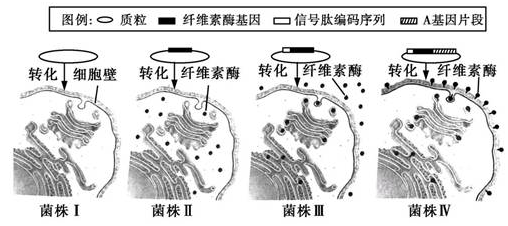 图例: 质粒 纤维素酶基因 信号肽编码序列 A基因片段
转化 细胞壁 转化 纤维素酶 转化 纤维素酶 转化 纤维素酶
菌株Ⅰ 菌株Ⅱ 菌株Ⅲ 菌株Ⅳ